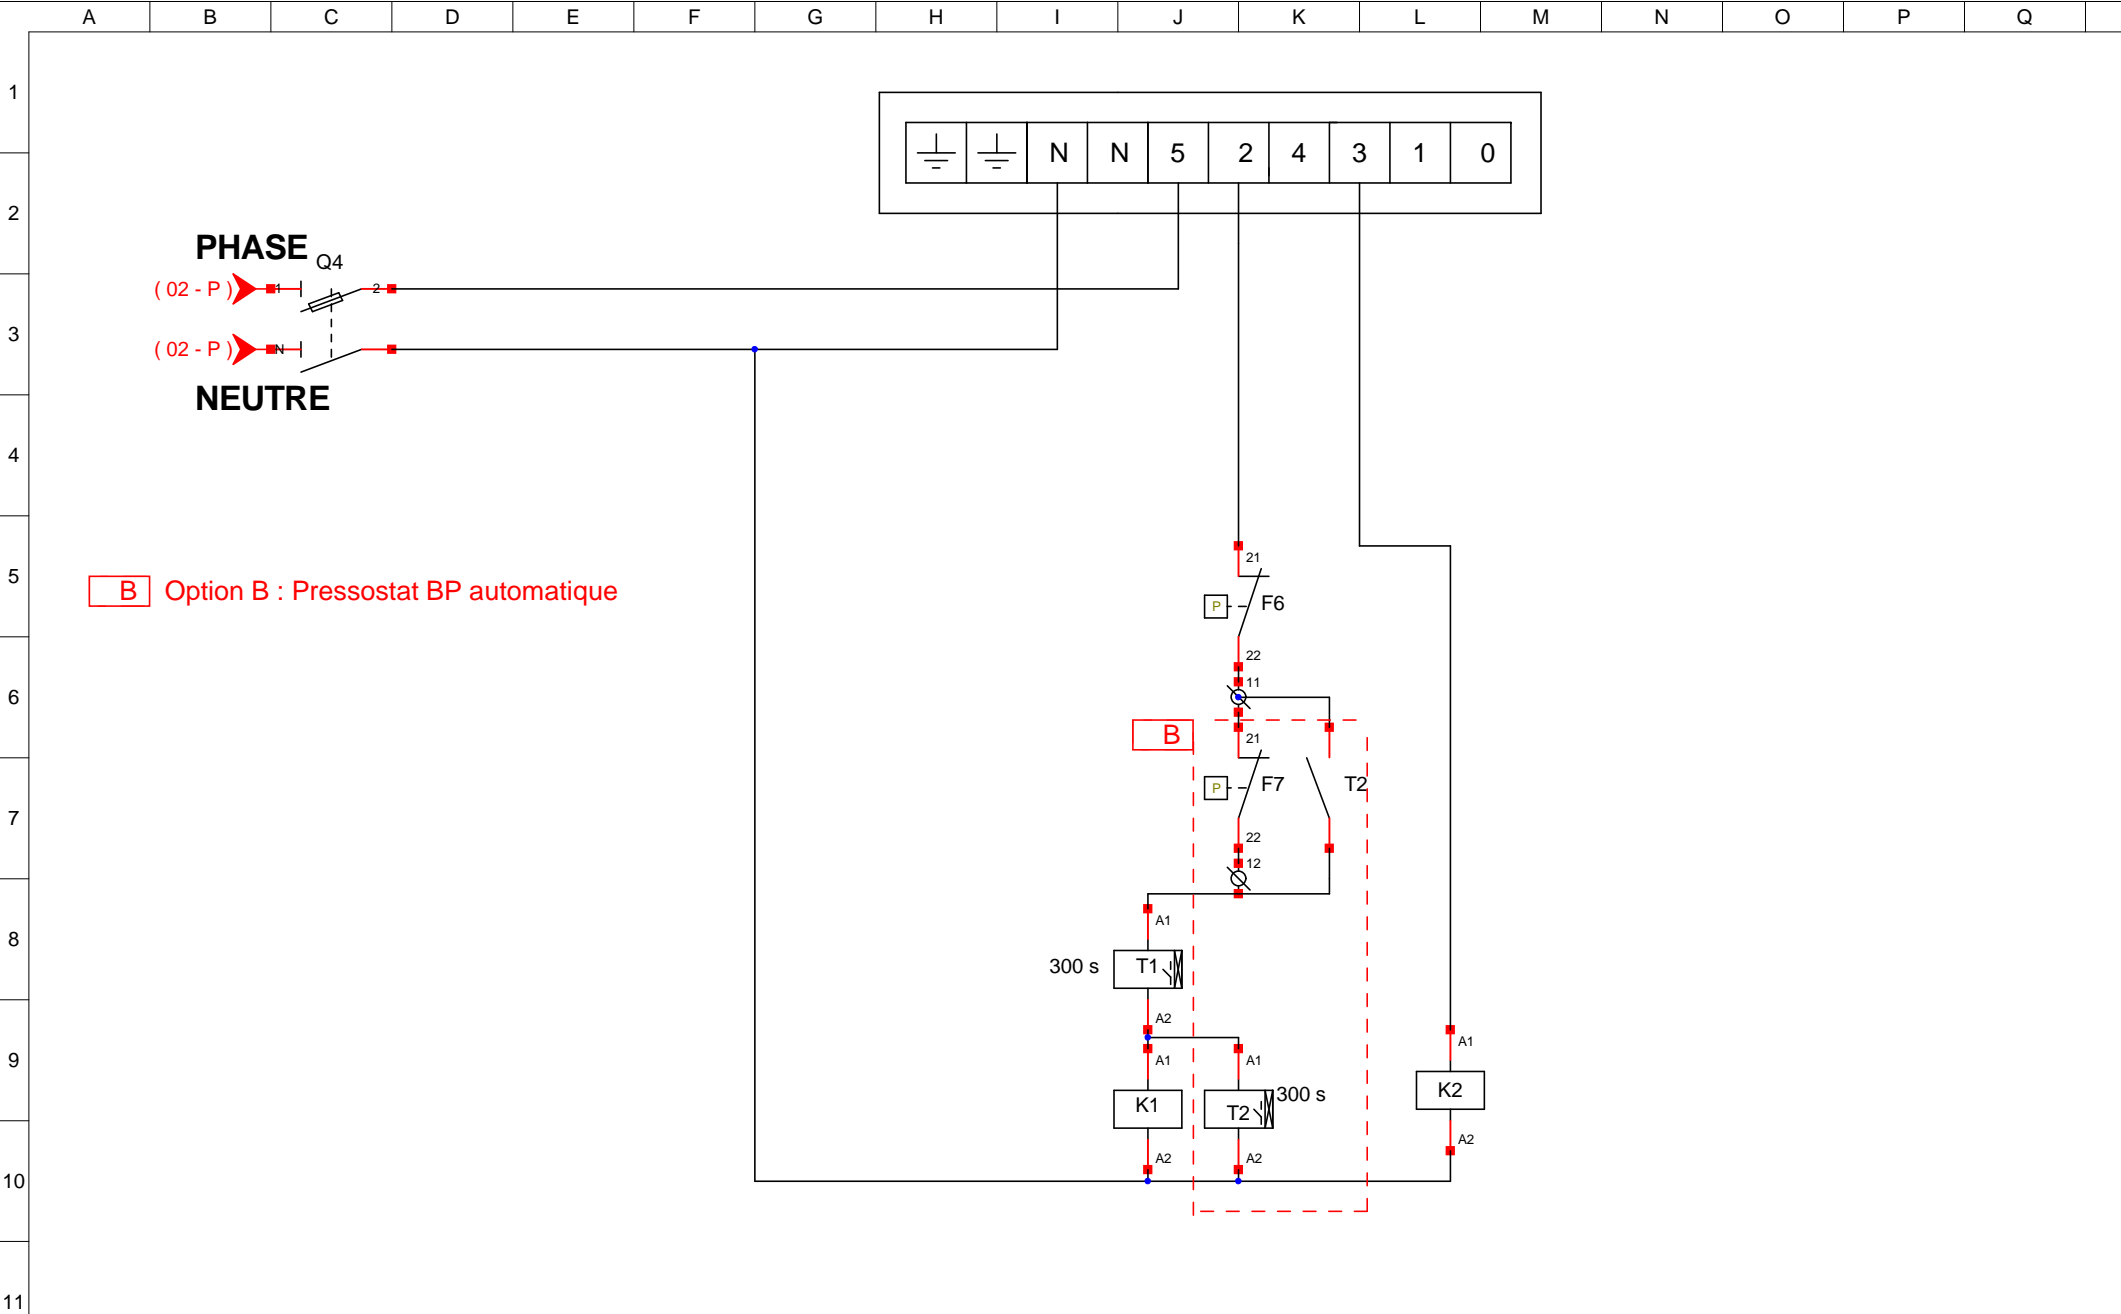 A B C D E F G H I J K L M N O P Q
1
N N 5 2 4 3 1 0
2
PHASE
Q4
( 02 - P ) 1 2
3
( 02 - P ) N
NEUTRE
4
21
5
B Option B : Pressostat BP automatique
P F6
22
11
6
B
21
P F7 T2
7
22
12
8
A1
300 s T1
A2
9
A1 A1 A1
K1 T2 300 s K2
A2 A2 A2
10
11